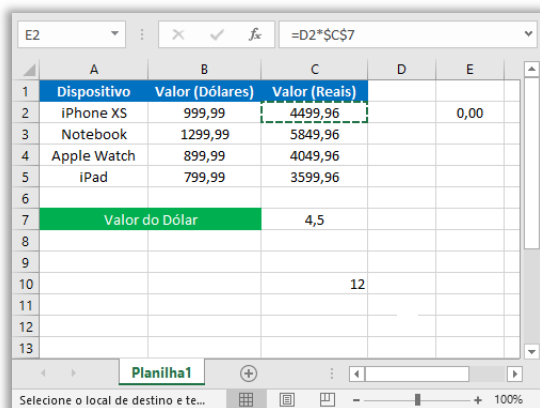 E2 fx =D2*$C$7
A B C D E
1 Dispositivo Valor (Dólares) Valor (Reais)
2 iPhone XS 999,99 4499,96 0,00
3 Notebook 1299,99 5849,96
4 Apple Watch 899,99 4049,96
5 iPad 799,99 3599,96
6
7 Valor do Dólar 4,5
8
9
10 12
11
12
13
Planilha1
Selecione o local de destino e te... 100%